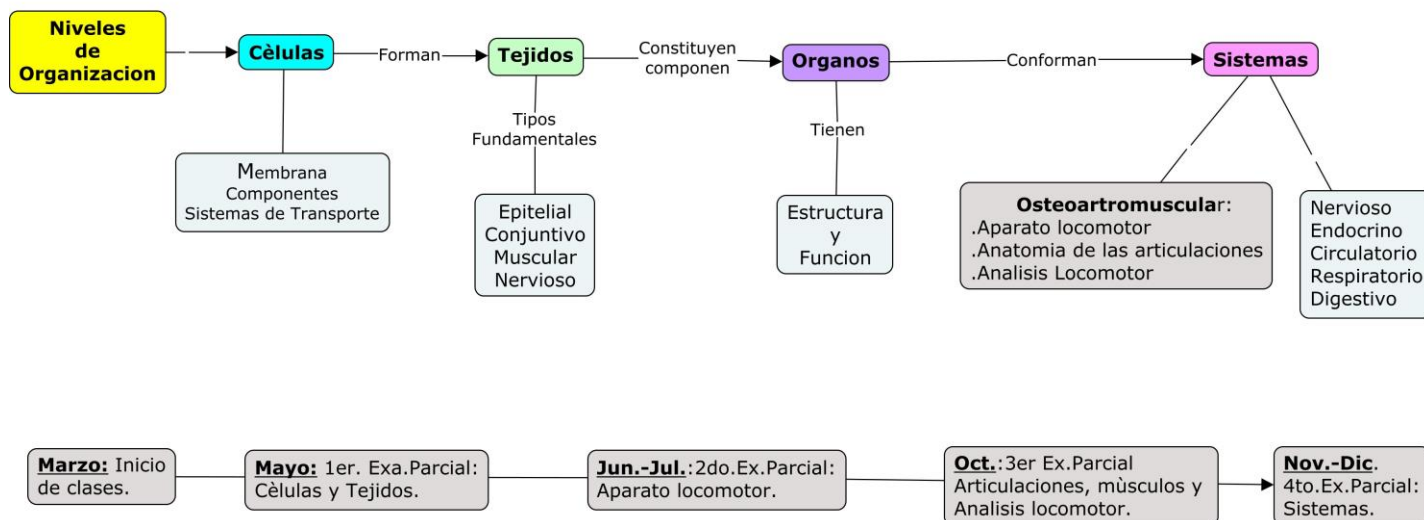 Niveles
de
Organizacion
Cèlulas
Forman
Tejidos
Constituyen
componen
Organos
Conforman
Sistemas
Membrana
Componentes
Sistemas de Transporte
Tipos
Fundamentales
Epitelial
Conjuntivo
Muscular
Nervioso
Tienen
Estructura
y
Funcion
Osteoartromuscular:
.Aparato locomotor
.Anatomia de las articulaciones
.Analisis Locomotor
Nervioso
Endocrino
Circulatorio
Respiratorio
Digestivo
Marzo: Inicio
de clases.
Mayo: 1er. Exa.Parcial:
Cèlulas y Tejidos.
Jun.-Jul.:2do.Ex.Parcial:
Aparato locomotor.
Oct.:3er Ex.Parcial
Articulaciones, mùsculos y
Analisis locomotor.
Nov.-Dic.
4to.Ex.Parcial:
Sistemas.